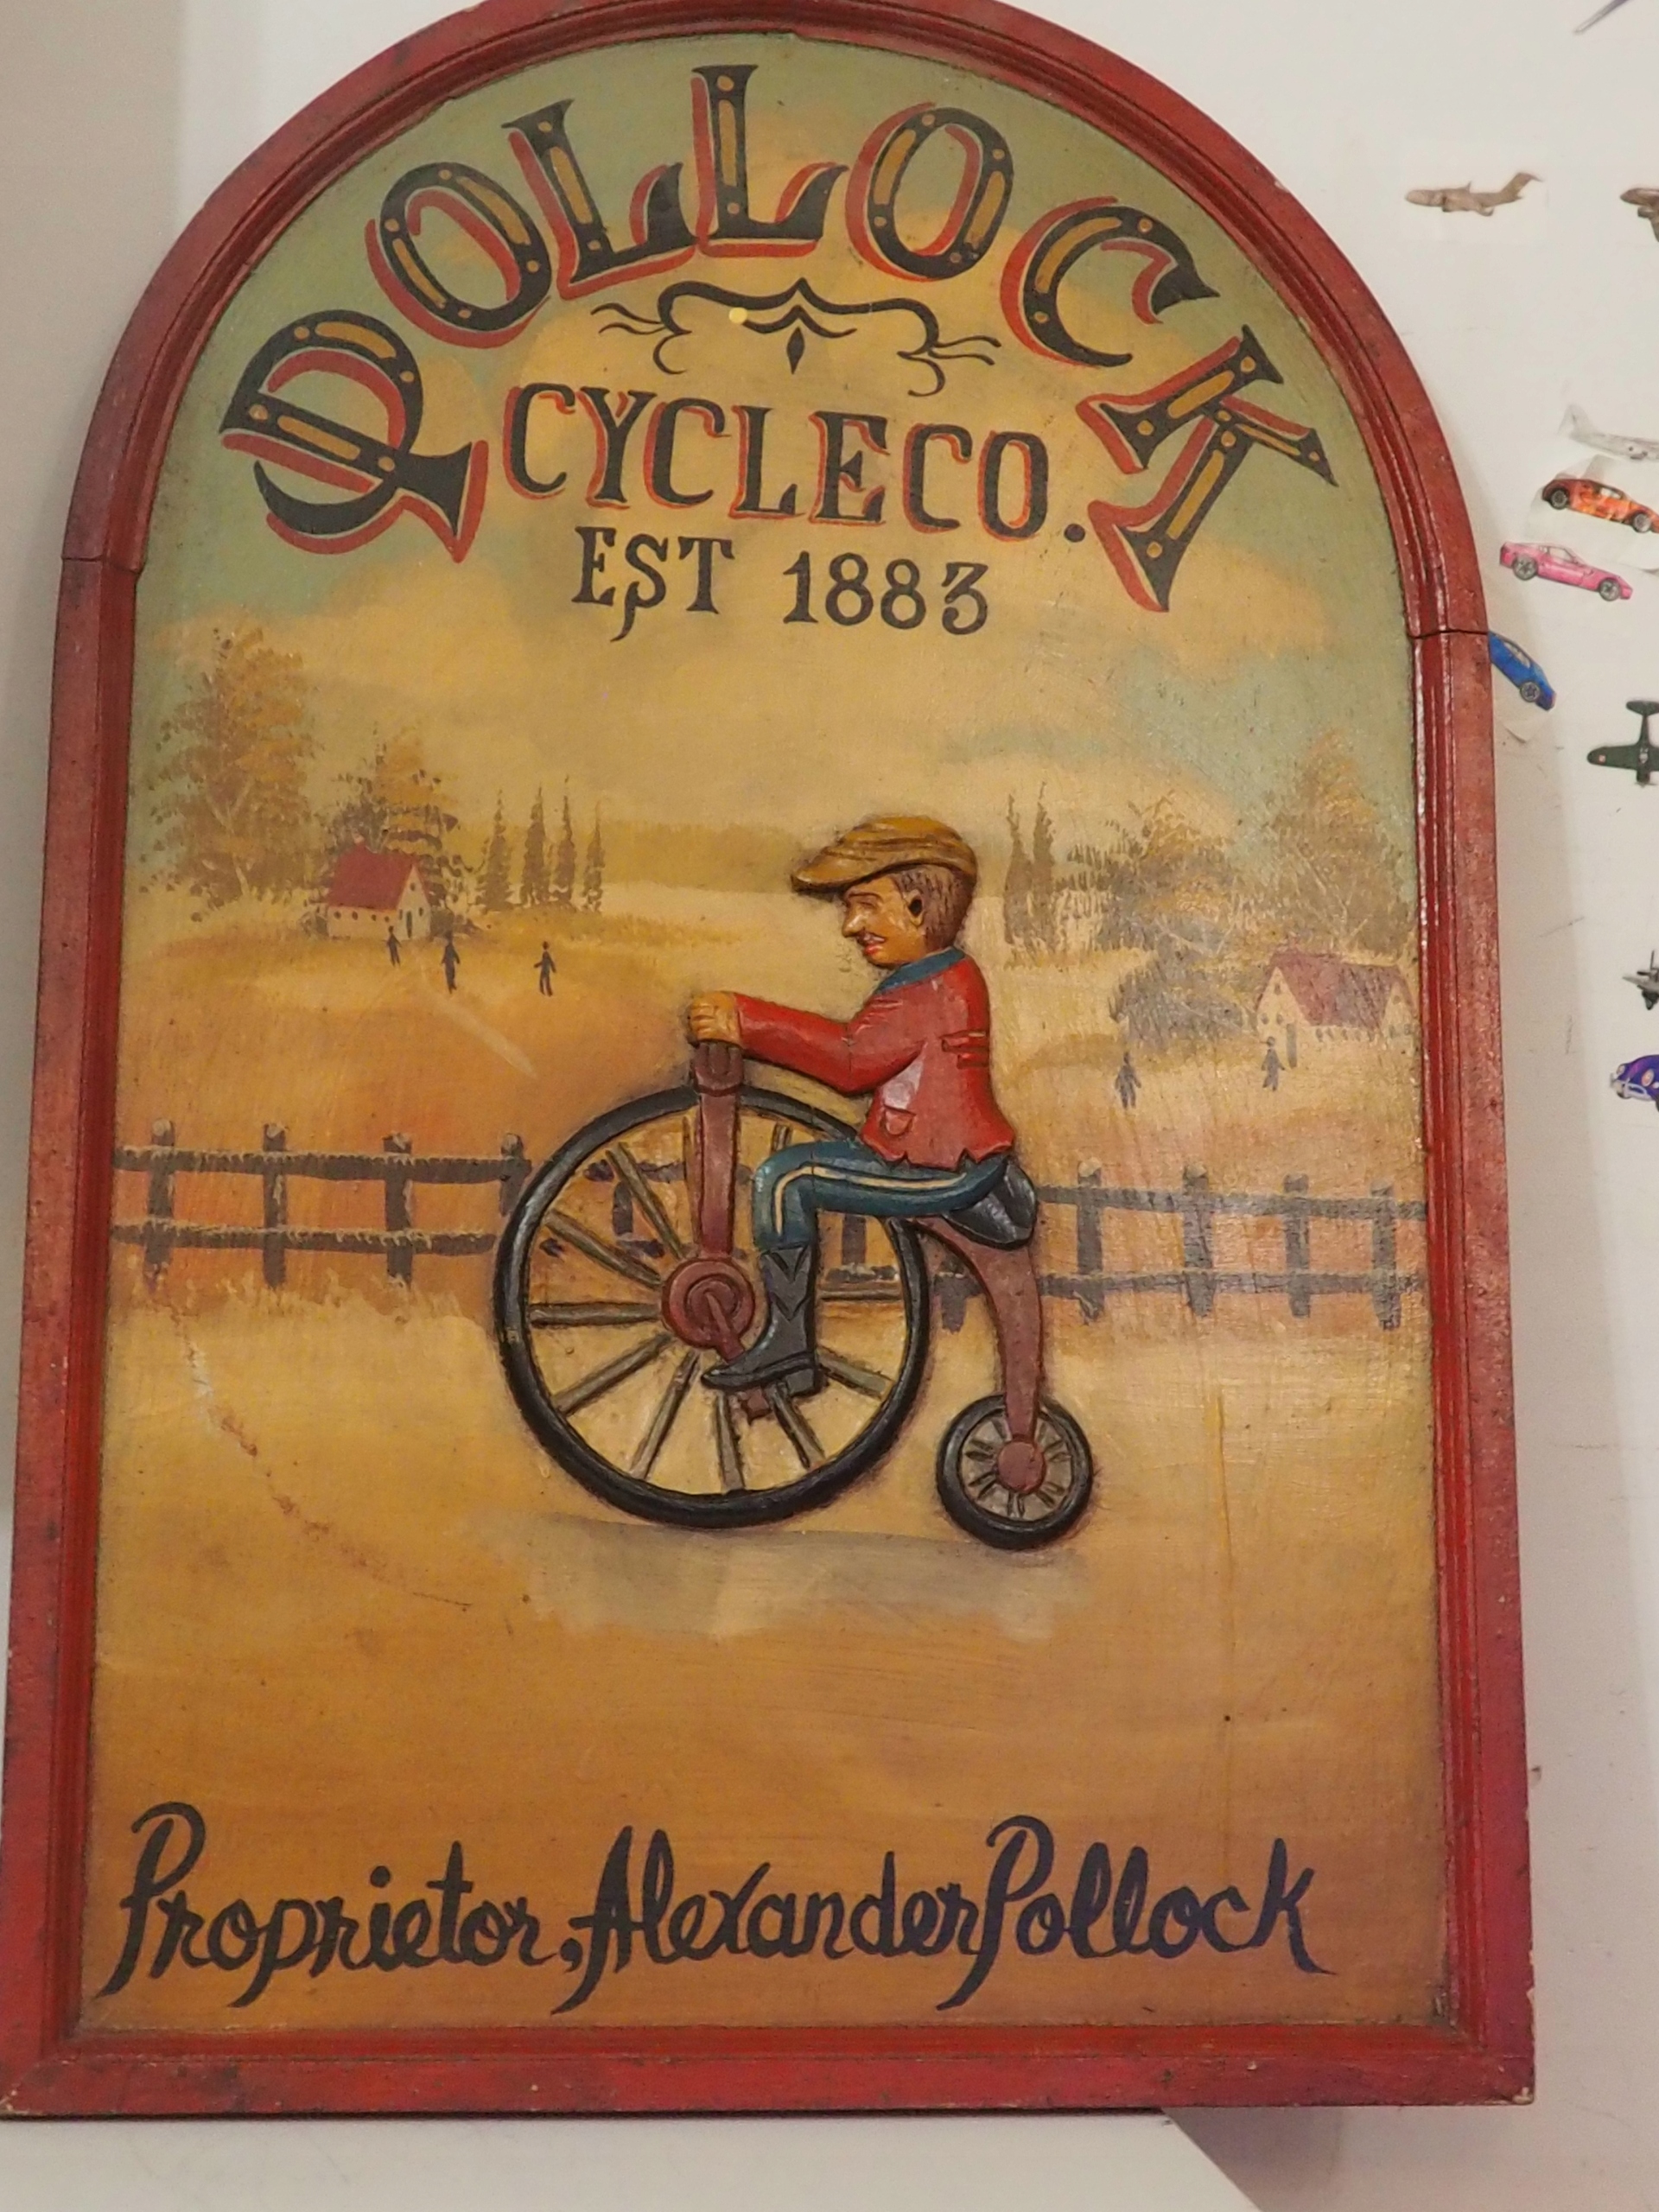 POLLOCK
CYCLE CO.
EST 1883
Proprietor, Alexander Pollock